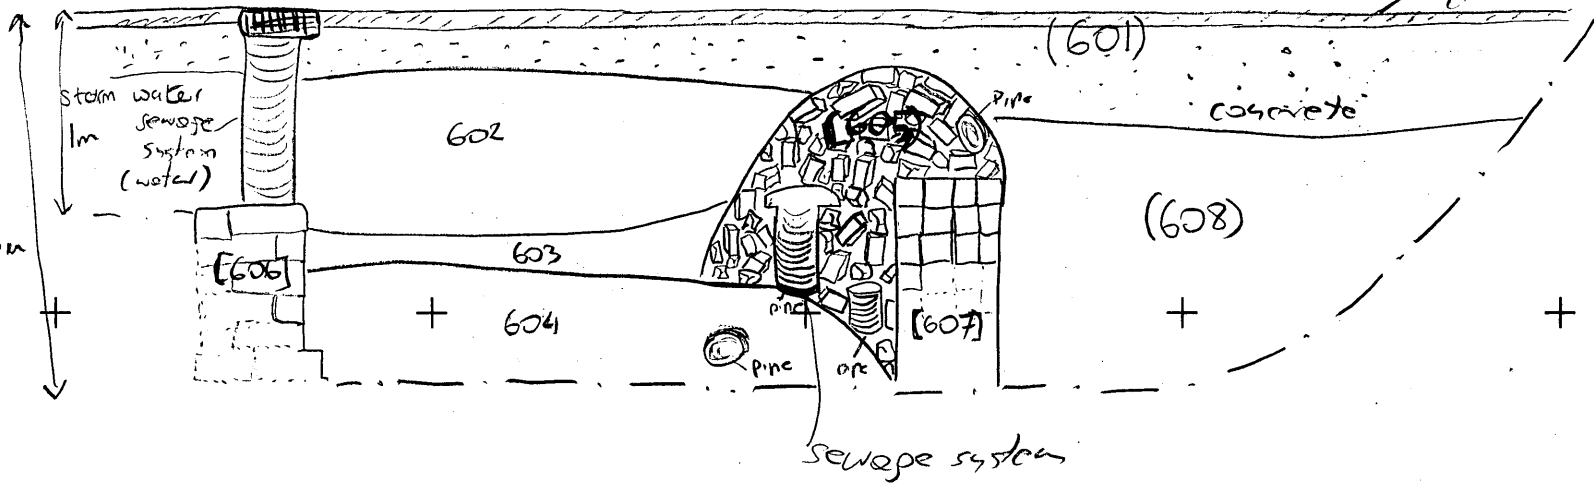 (601)
storm water
sewage
system
(water)
1m
602
Pipe
concrete
(608)
603
[606]
604
pipe
[607]
pipe
pipe
sewage system